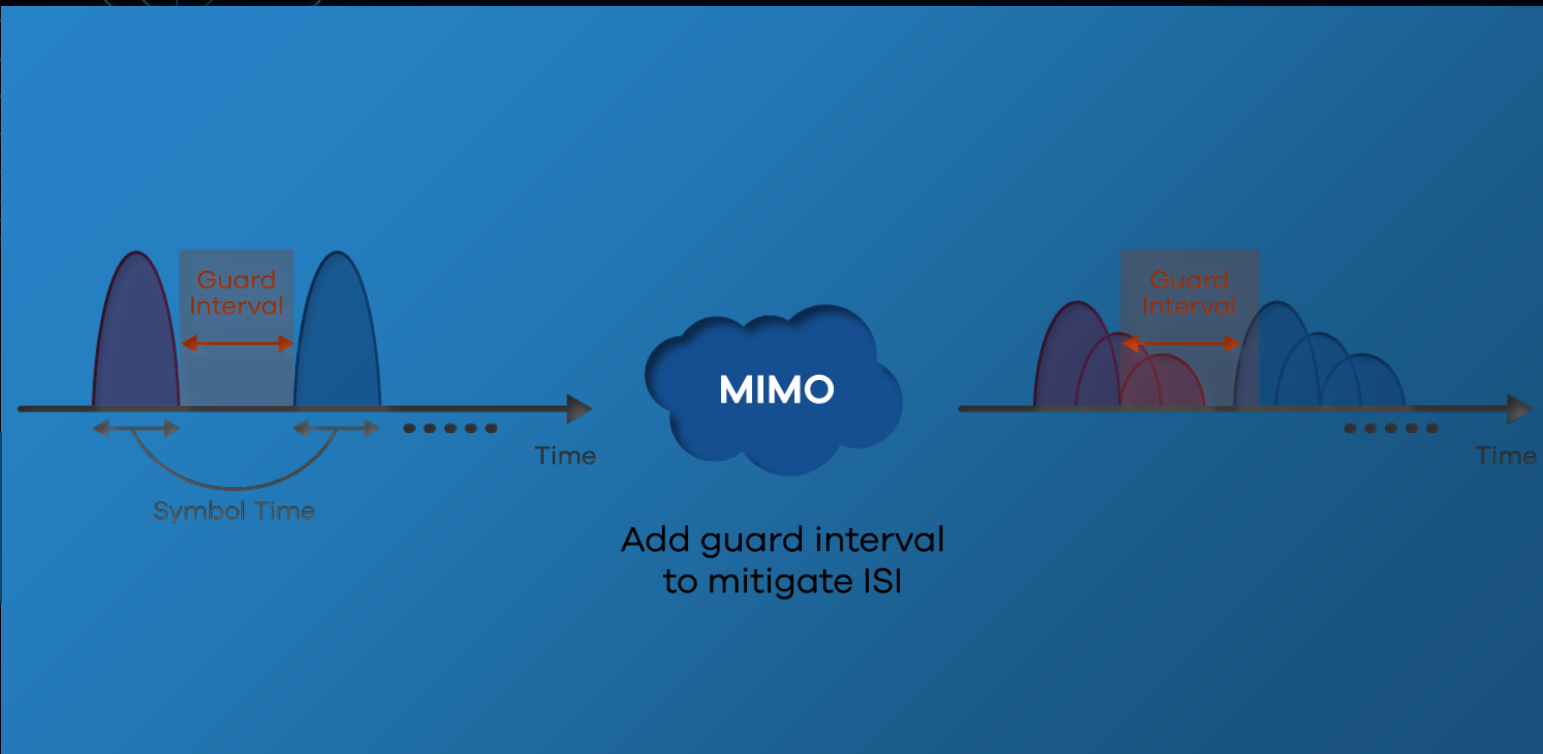 Guard
Interval
Time
Symbol Time
MIMO
Add guard interval
to mitigate ISI
Guard
Interval
Time